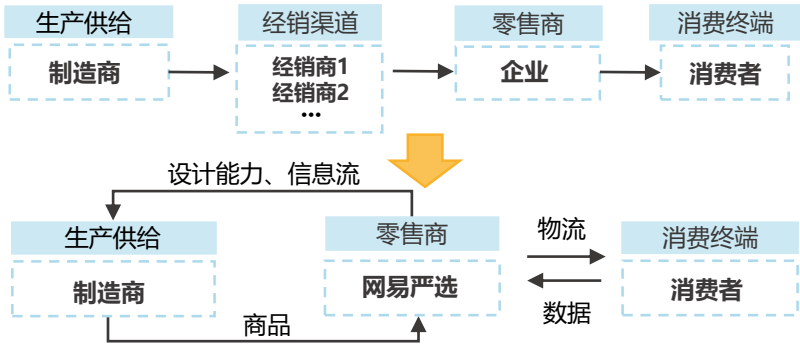 生产供给
经销渠道
零售商
消费终端
制造商
经销商1
经销商2
...
企业
消费者
设计能力、信息流
生产供给
零售商
消费终端
制造商
网易严选
消费者
物流
数据
商品